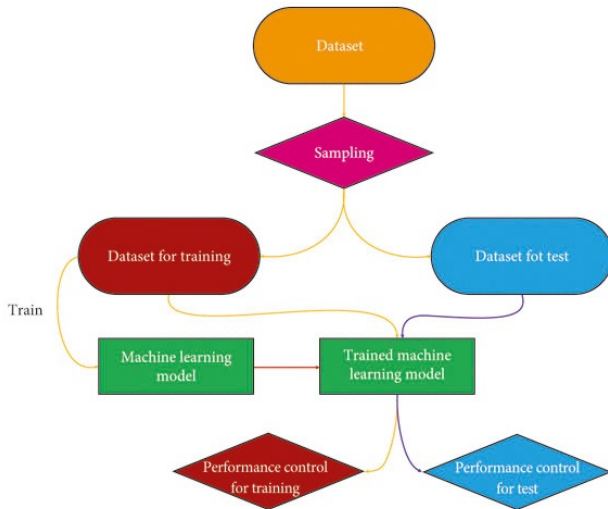 Dataset
Sampling
Dataset for training
Dataset fot test
Train
Machine learning
model
Trained machine
learning model
Performance control
for training
Performance control
for test